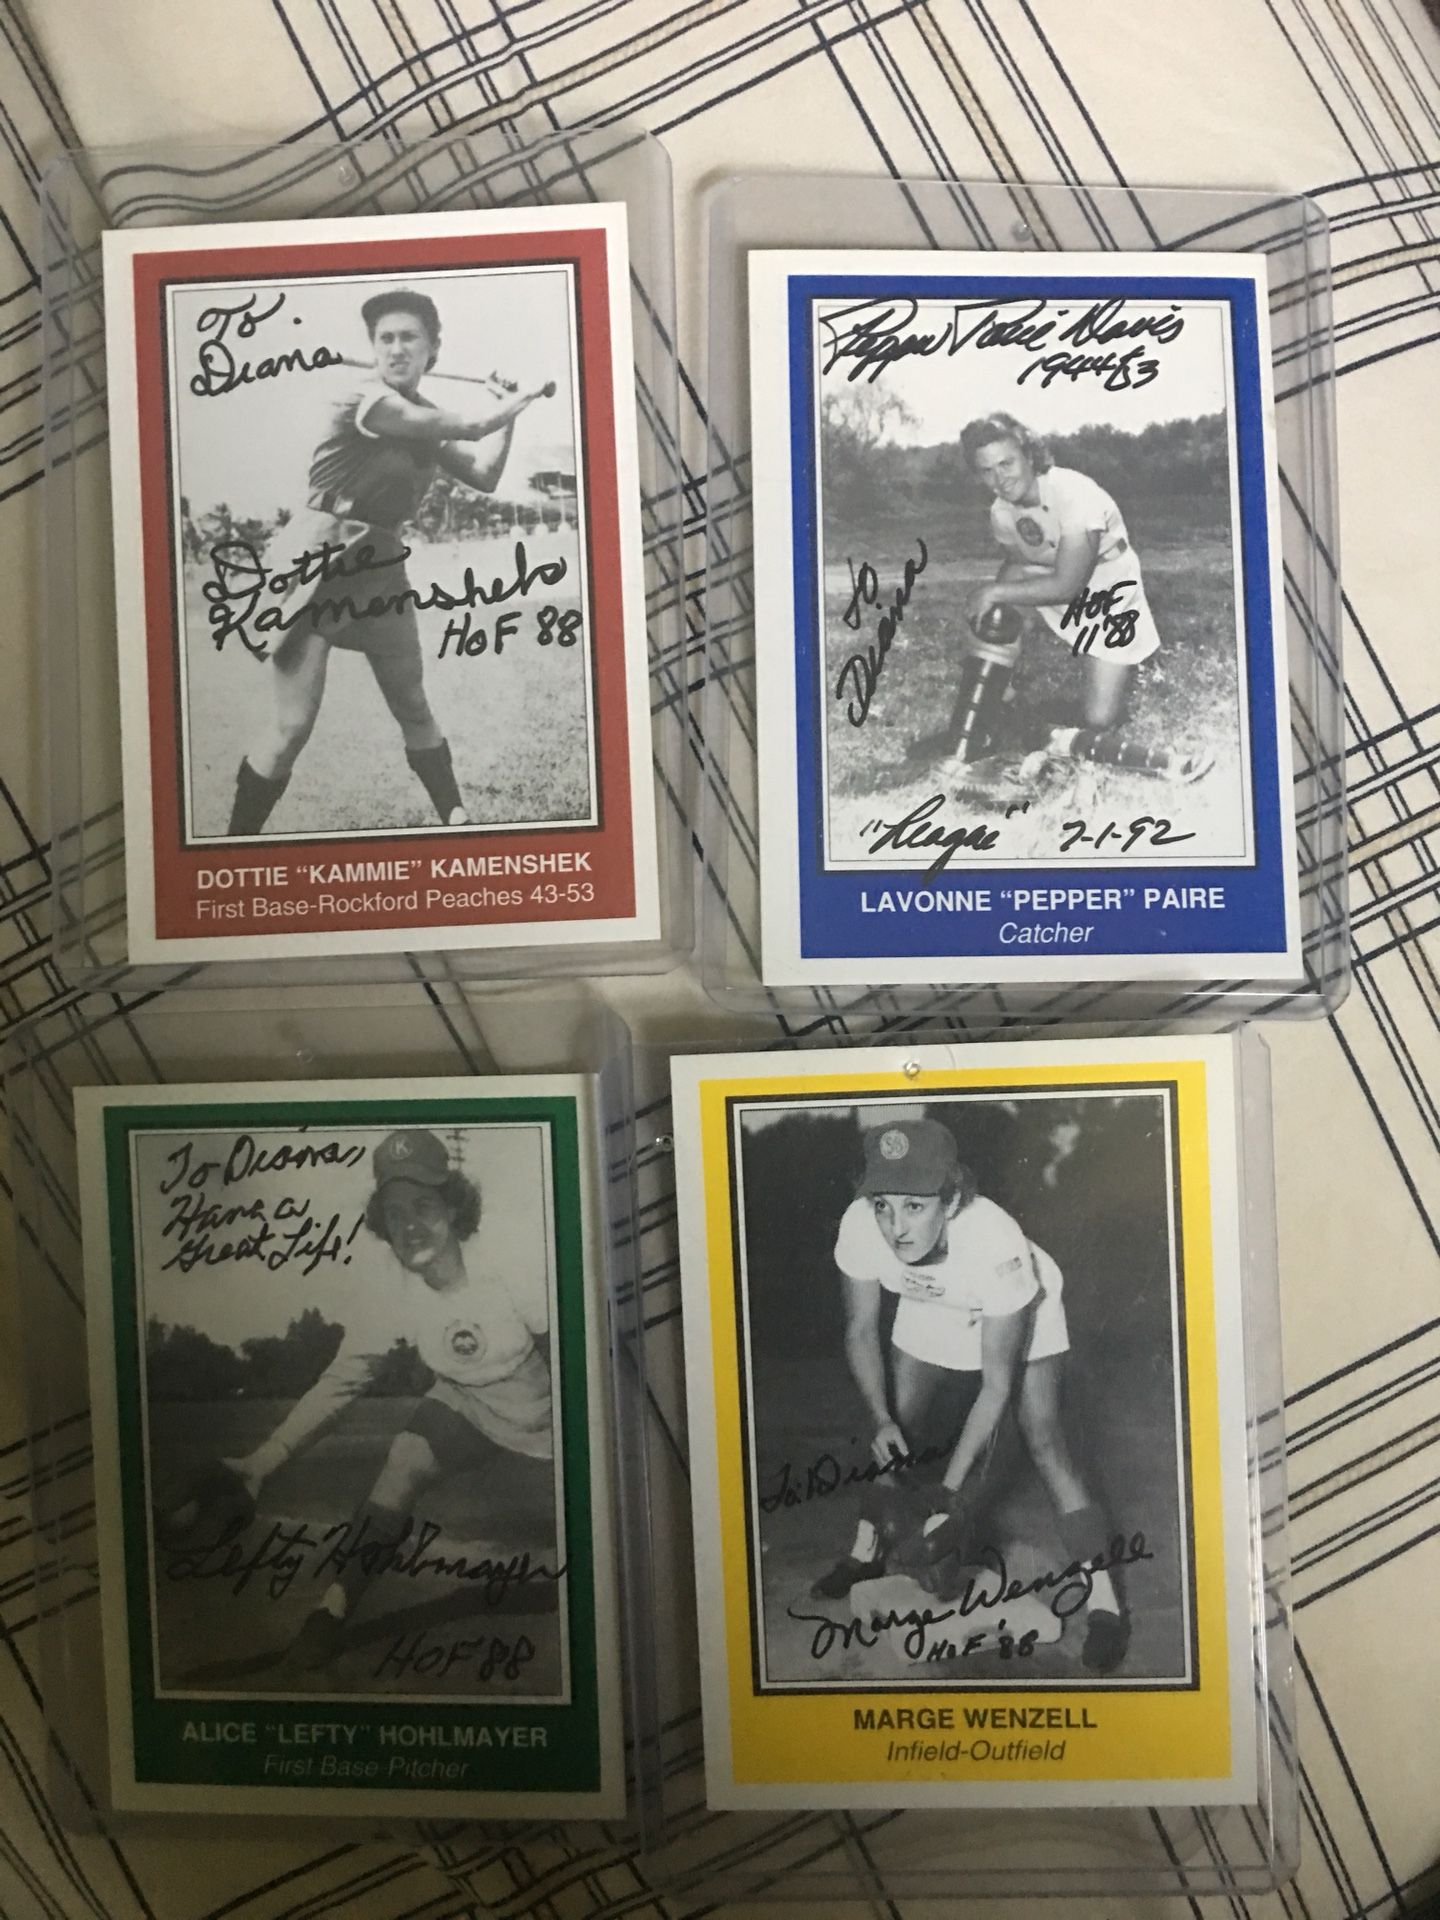 To.
Diana
Dottie
Kamenshek
HOF 88
DOTTIE “KAMMIE” KAMENSHEK
First Base-Rockford Peaches 43-53
Pepper Paire Davis
1944-53
to
Diana
HOF
11'88
"League" 7-1-92
LAVONNE “PEPPER” PAIRE
Catcher
K
To Diana,
Have a
Great Life!
Lefty Hohlmayer
HOF 88
ALICE “LEFTY” HOHLMAYER
First Base-Pitcher
SB
To: Diana
Marge Wenzell
HOF '88
MARGE WENZELL
Infield-Outfield